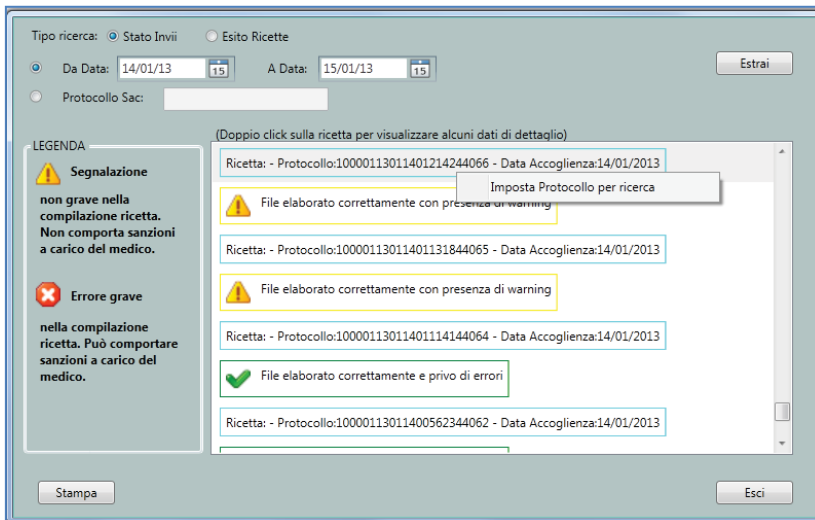 Tipo ricerca: Stato Invii Esito Ricette
Da Data: 14/01/13 15 A Data: 15/01/13 15 Estrai
Protocollo Sac:
(Doppio click sulla ricetta per visualizzare alcuni dati di dettaglio)
LEGENDA
Segnalazione
non grave nella
compilazione ricetta.
Non comporta sanzioni
a carico del medico.
Errore grave
nella compilazione
ricetta. Può comportare
sanzioni a carico del
medico.
Ricetta: - Protocollo:10000113011401214244066 - Data Accoglienza:14/01/2013
Imposta Protocollo per ricerca
File elaborato correttamente con presenza di warning
Ricetta: - Protocollo:10000113011401131844065 - Data Accoglienza:14/01/2013
File elaborato correttamente con presenza di warning
Ricetta: - Protocollo:10000113011401114144064 - Data Accoglienza:14/01/2013
File elaborato correttamente e privo di errori
Ricetta: - Protocollo:10000113011400562344062 - Data Accoglienza:14/01/2013
Stampa
Esci